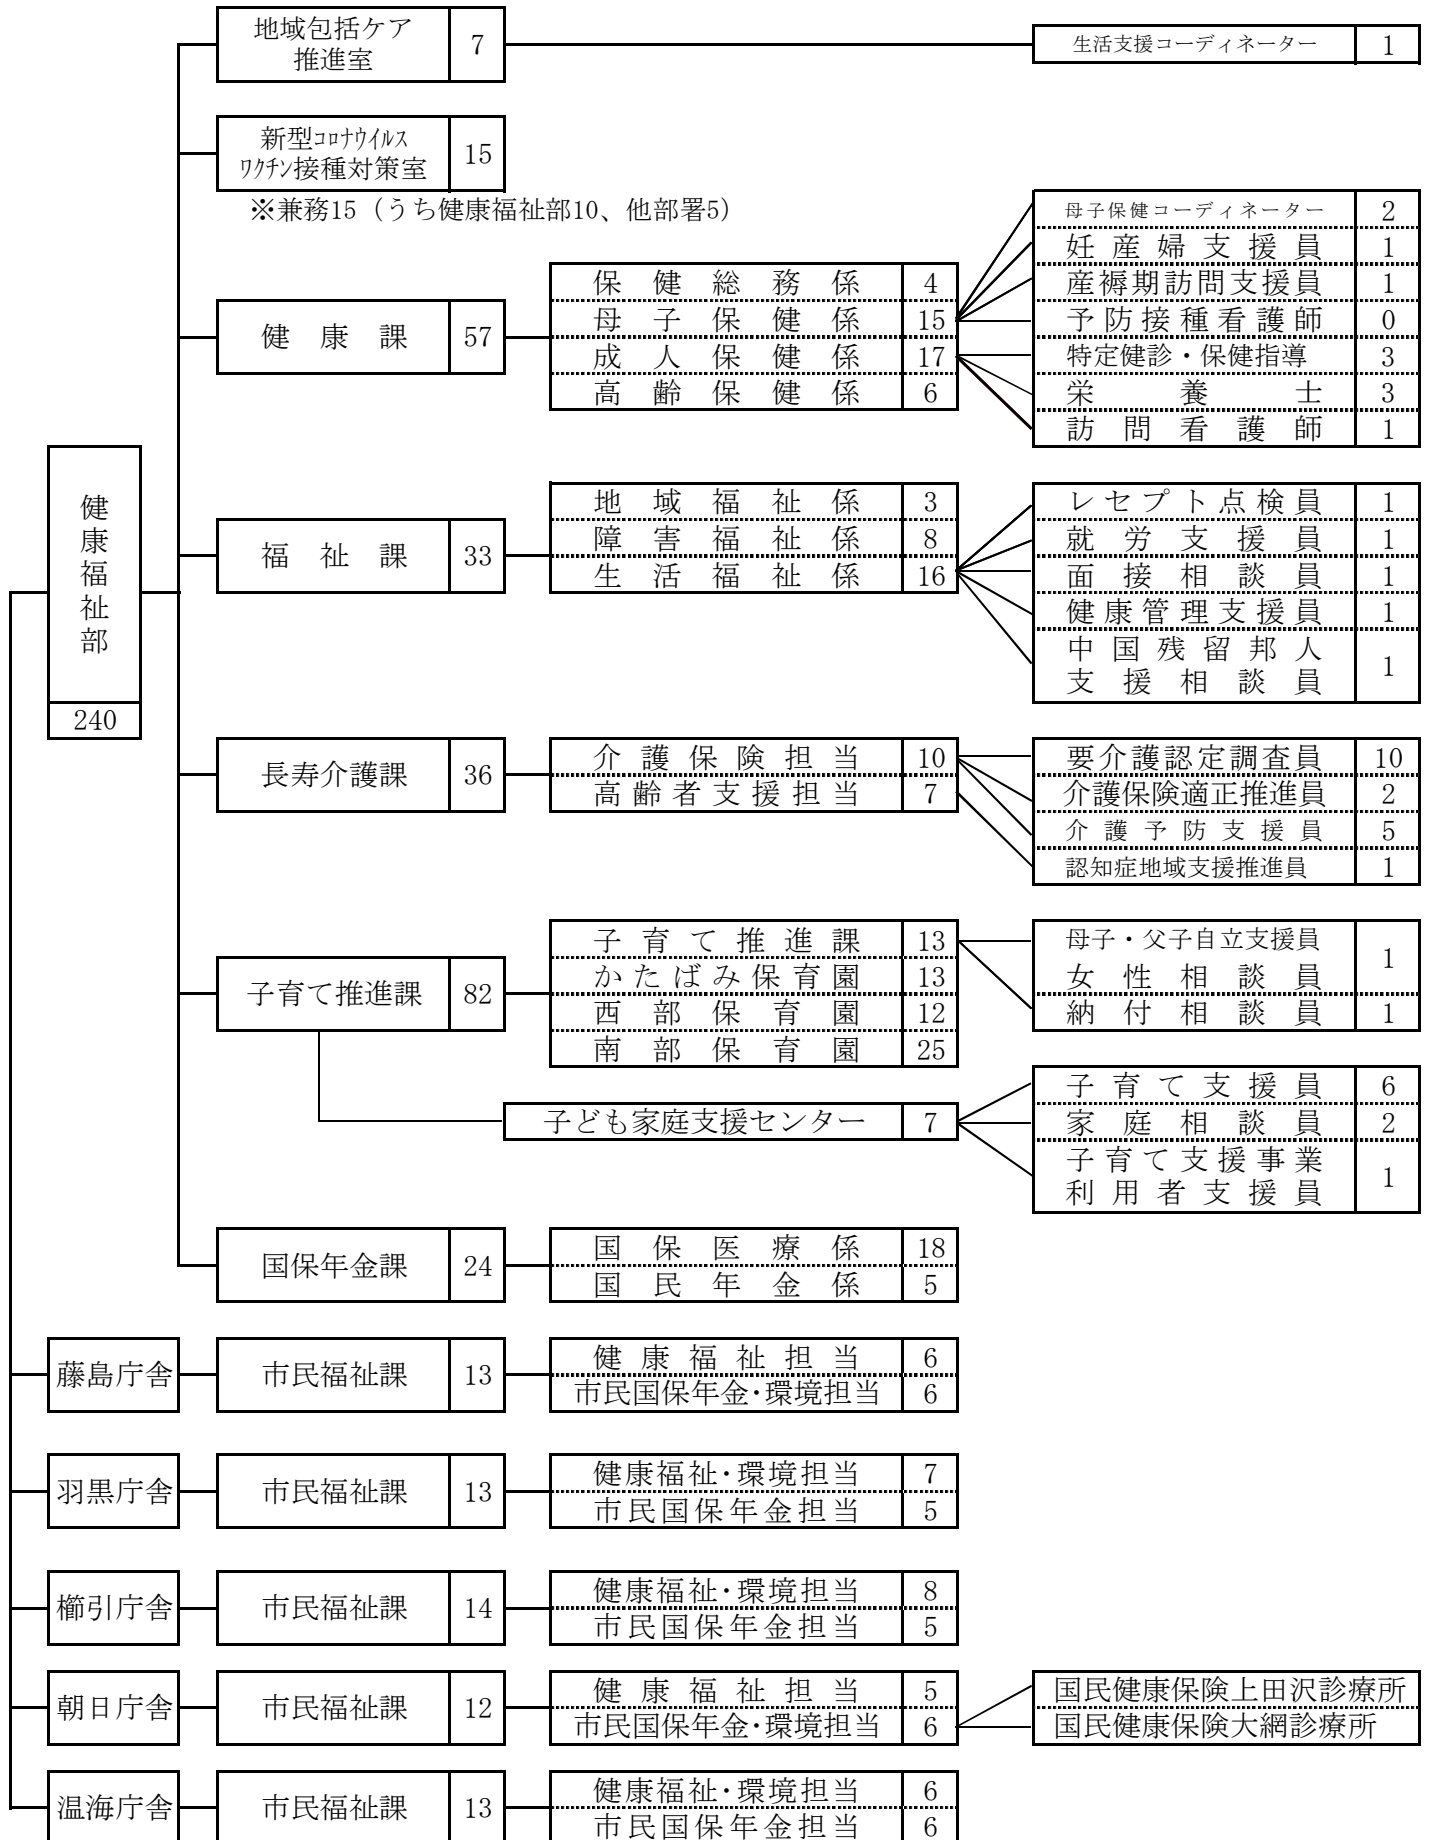 地域包括ケア
推進室
7
生活支援コーディネーター 1
新型コロナウイルス
ワクチン接種対策室
15
※兼務15（うち健康福祉部10、他部署5）
健康課 57
保健総務係 4
母子保健係 15
成人保健係 17
高齢保健係 6
母子保健コーディネーター 2
妊産婦支援員 1
産褥期訪問支援員 1
予防接種看護師 0
特定健診・保健指導 3
栄養士 3
訪問看護師 1
健康福祉部
240
福祉課 33
地域福祉係 3
障害福祉係 8
生活福祉係 16
レセプト点検員 1
就労支援員 1
面接相談員 1
健康管理支援員 1
中国残留邦人
支援相談員
1
長寿介護課 36
介護保険担当 10
高齢者支援担当 7
要介護認定調査員 10
介護保険適正推進員 2
介護予防支援員 5
認知症地域支援推進員 1
子育て推進課 82
子育て推進課 13
かたばみ保育園 13
西部保育園 12
南部保育園 25
母子・父子自立支援員
女性相談員
1
納付相談員 1
子ども家庭支援センター 7
子育て支援員 6
家庭相談員 2
子育て支援事業
利用者支援員
1
国保年金課 24
国保医療係 18
国民年金係 5
藤島庁舎 市民福祉課 13
健康福祉担当 6
市民国保年金・環境担当 6
羽黒庁舎 市民福祉課 13
健康福祉・環境担当 7
市民国保年金担当 5
櫛引庁舎 市民福祉課 14
健康福祉・環境担当 8
市民国保年金担当 5
朝日庁舎 市民福祉課 12
健康福祉担当 5
市民国保年金・環境担当 6
国民健康保険上田沢診療所
国民健康保険大網診療所
温海庁舎 市民福祉課 13
健康福祉・環境担当 6
市民国保年金担当 6